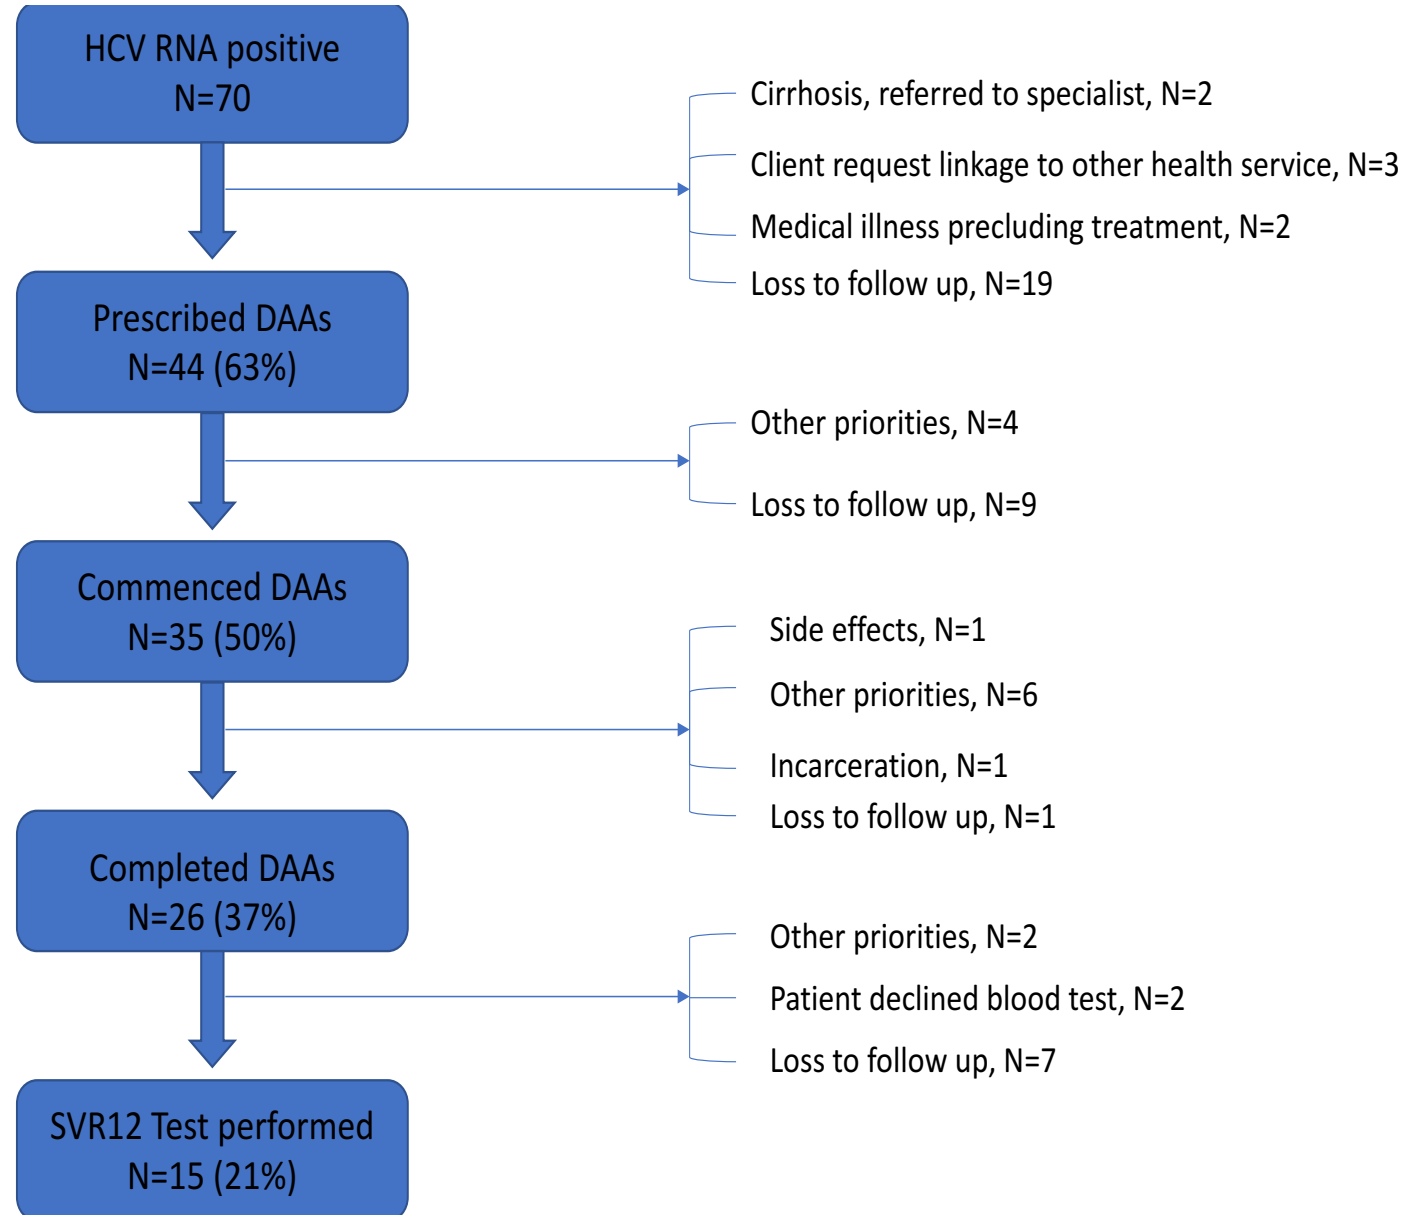 HCV RNA positive
N=70
Cirrhosis, referred to specialist, N=2
Client request linkage to other health service, N=3
Medical illness precluding treatment, N=2
Loss to follow up, N=19
Prescribed DAAs
N=44 (63%)
Other priorities, N=4
Loss to follow up, N=9
Commenced DAAs
N=35 (50%)
Side effects, N=1
Other priorities, N=6
Incarceration, N=1
Loss to follow up, N=1
Completed DAAs
N=26 (37%)
Other priorities, N=2
Patient declined blood test, N=2
Loss to follow up, N=7
SVR12 Test performed
N=15 (21%)